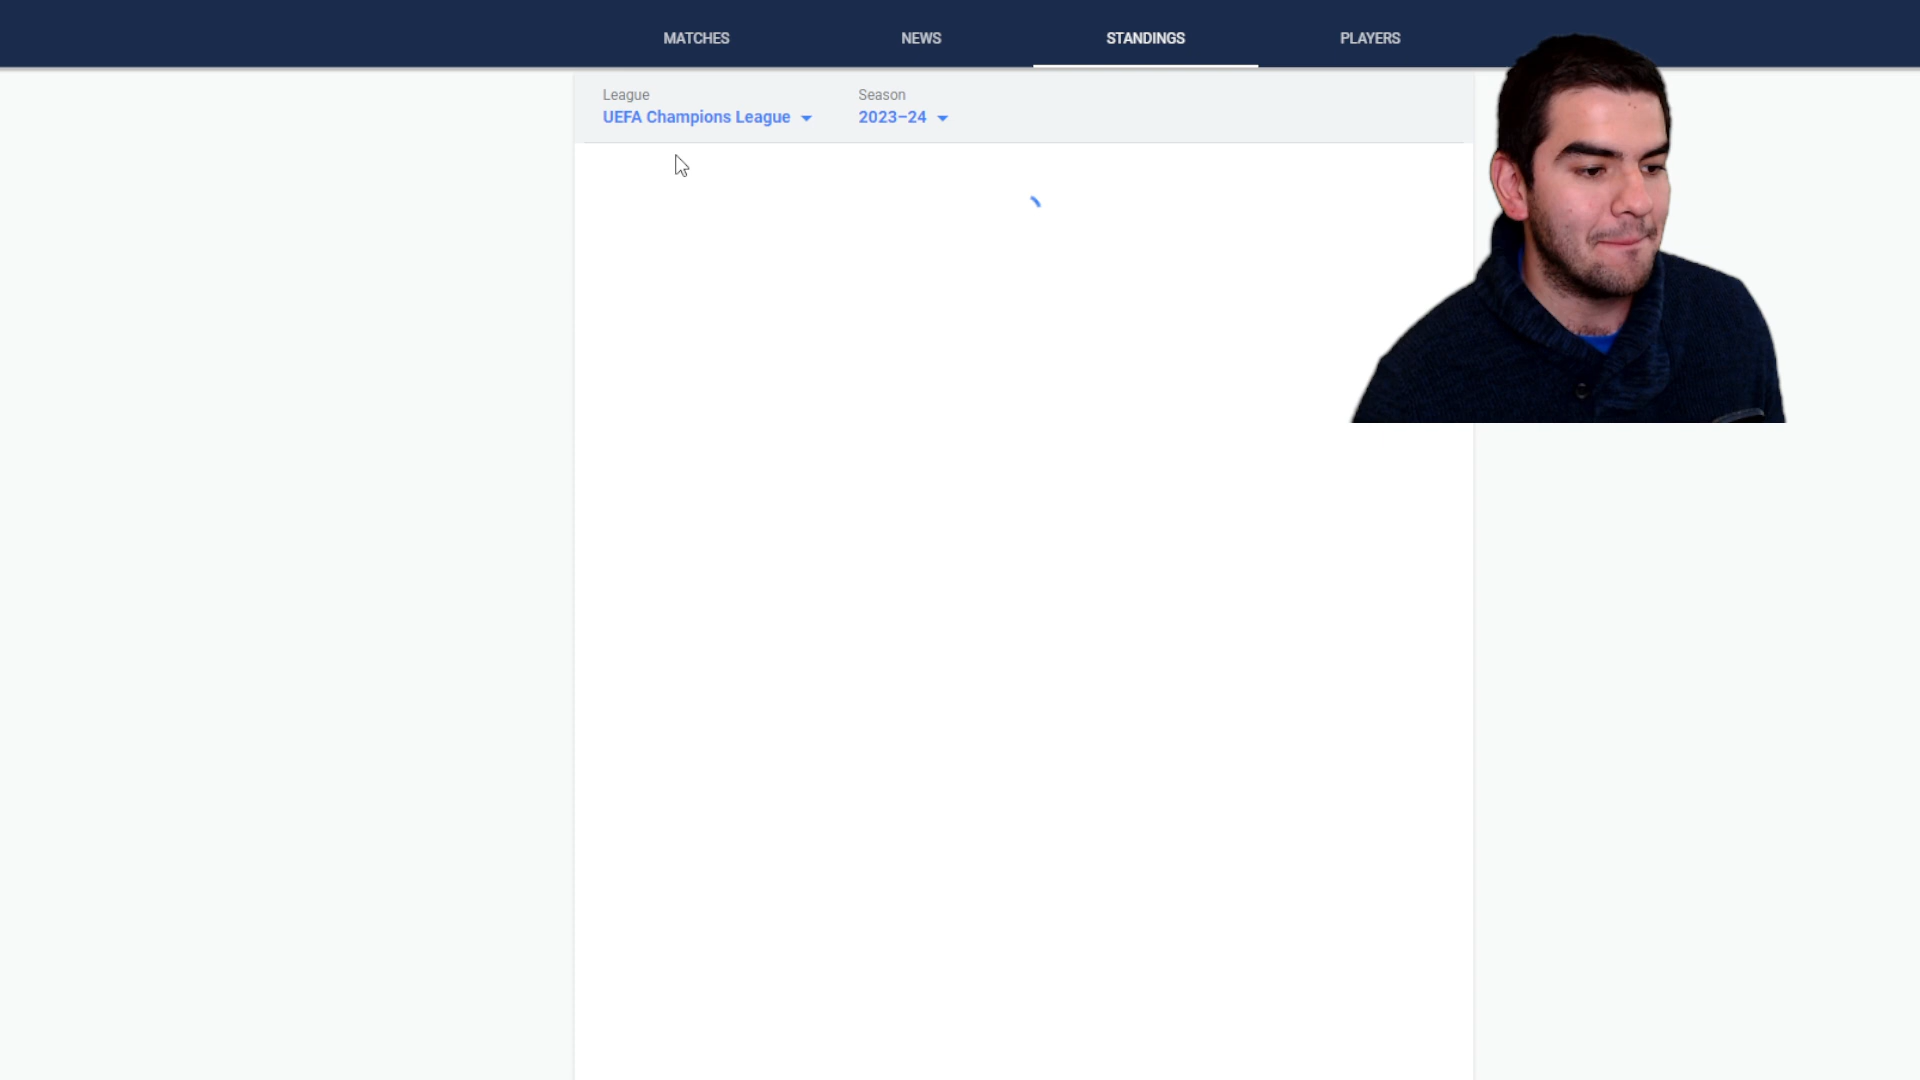 MATCHES NEWS STANDINGS PLAYERS
League Season
UEFA Champions League 2023–24